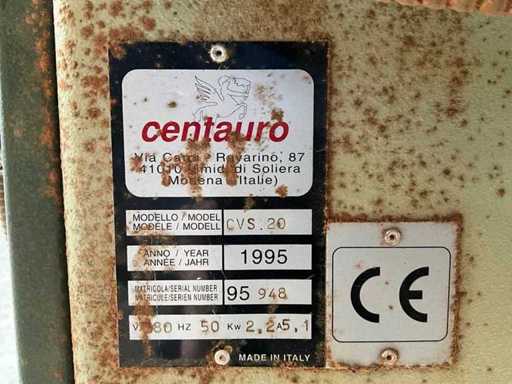 centauro
Via Carpi - Ravarino, 87
41010 Limidi di Soliera
(Modena - Italie)
MODELLO / MODEL
MODÈLE / MODELL CVS.20
ANNO / YEAR
ANNÉE / JAHR 1995
MATRICOLA/SERIAL NUMBER
MATRICULE/SERIEN NUMBER 95 948
V 380 HZ 50 KW 2,2 A 5,1
MADE IN ITALY
CE